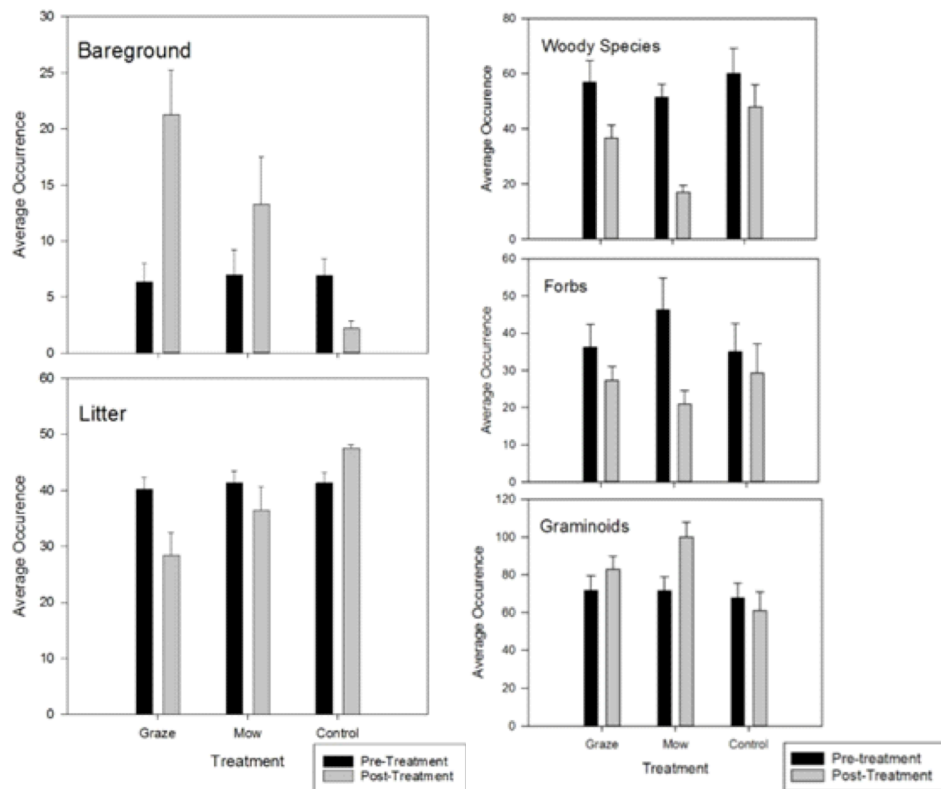 Bareground
Average Occurrence
30
25
20
15
10
5
0
Litter
Average Occurence
60
50
40
30
20
10
0
Graze
Mow
Control
Treatment
Pre-Treatment
Post-Treatment
Woody Species
Average Occurrence
80
60
40
20
0
Forbs
Average Occurrence
60
50
40
30
20
10
0
Graminoids
Average Occurence
120
100
80
60
40
20
0
Graze
Mow
Control
Treatment
Pre-treatment
Post-Treatment